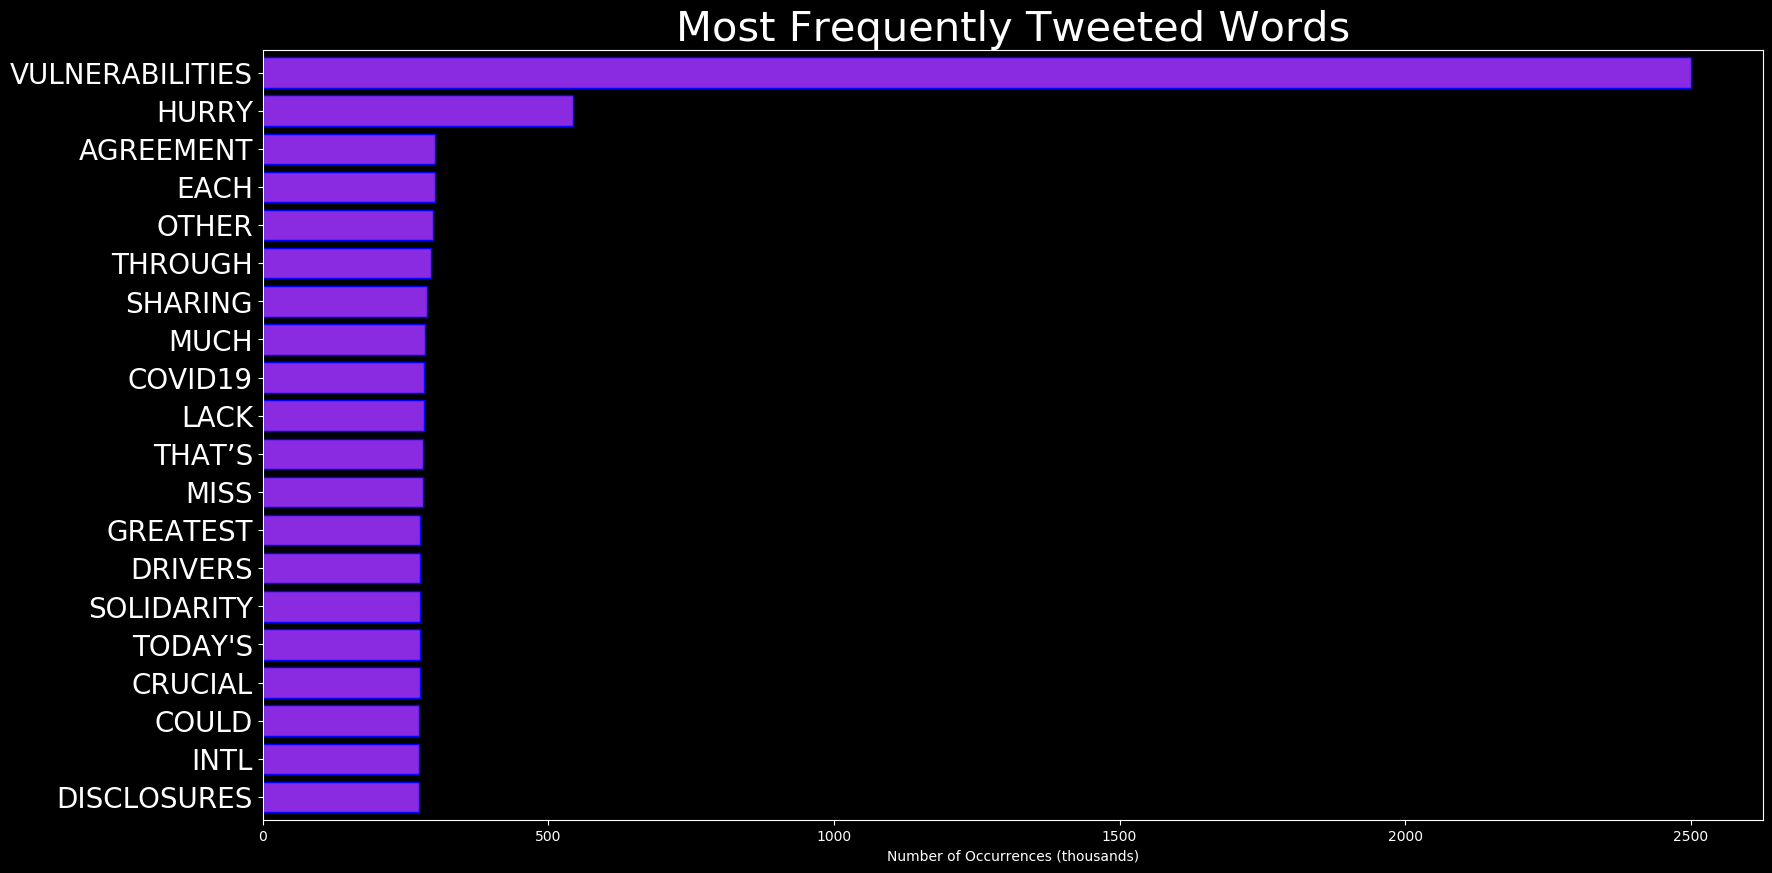 Most Frequently Tweeted Words
VULNERABILITIES
HURRY
AGREEMENT
EACH
OTHER
THROUGH
SHARING
MUCH
COVID19
LACK
THAT’S
MISS
GREATEST
DRIVERS
SOLIDARITY
TODAY'S
CRUCIAL
COULD
INTL
DISCLOSURES
0 500 1000 1500 2000 2500
Number of Occurrences (thousands)